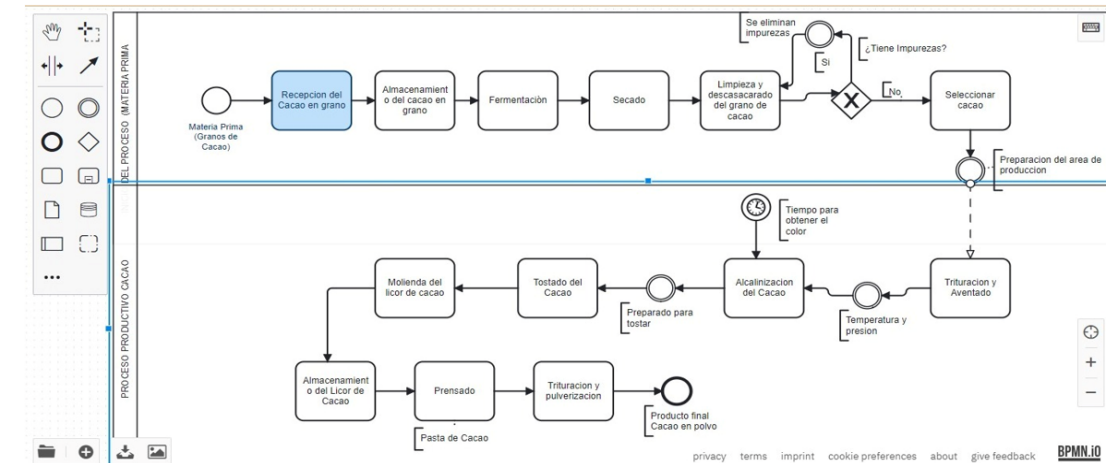 DEL PROCESO (MATERIA PRIMA
Materia Prima
(Granos de
Cacao)
Recepcion del
Cacao en grano
Almacenamient
o del cacao en
grano
Fermentaciòn
Secado
Limpieza y
descasacarado
del grano de
cacao
Se eliminan
impurezas
Si
¿Tiene Impurezas?
X
No,
Seleccionar
cacao
Preparacion del area de
produccion
PROCESO PRODUCTIVO CACAO
Tiempo para
obtener el
color
Trituracion y
Aventado
Temperatura y
presion
Alcalinizacion
del Cacao
Preparado para
tostar
Tostado del
Cacao
Molienda del
licor de cacao
Almacenamient
o del Licor de
Cacao
Prensado
Pasta de Cacao
Trituracion y
pulverizacion
Producto final
Cacao en polvo
privacy terms imprint cookie preferences about give feedback BPMN.iO